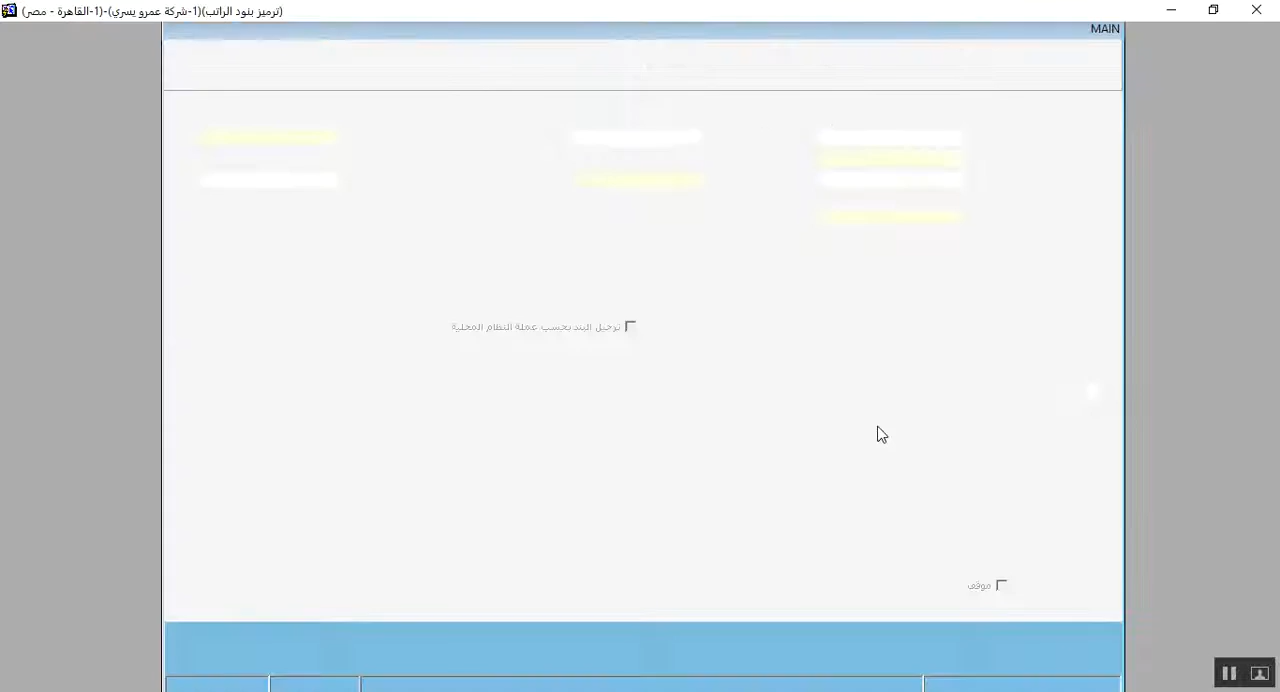 (ترميز بنود الراتب)(1-شركة عمرو يسري)-(1-القاهرة - مصر)
MAIN
ترحيل البند بحسب عملة النظام المحلية
موقف